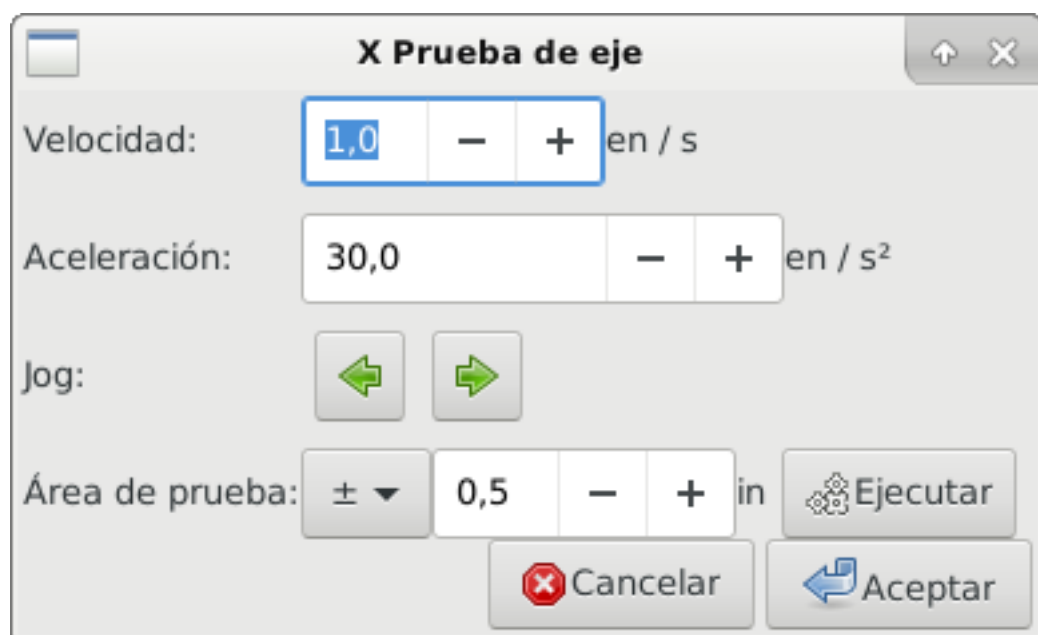 X Prueba de eje
Velocidad: 1,0 − + en / s
Aceleración: 30,0 − + en / s²
Jog:
Área de prueba: ± 0,5 − + in Ejecutar
Cancelar Aceptar